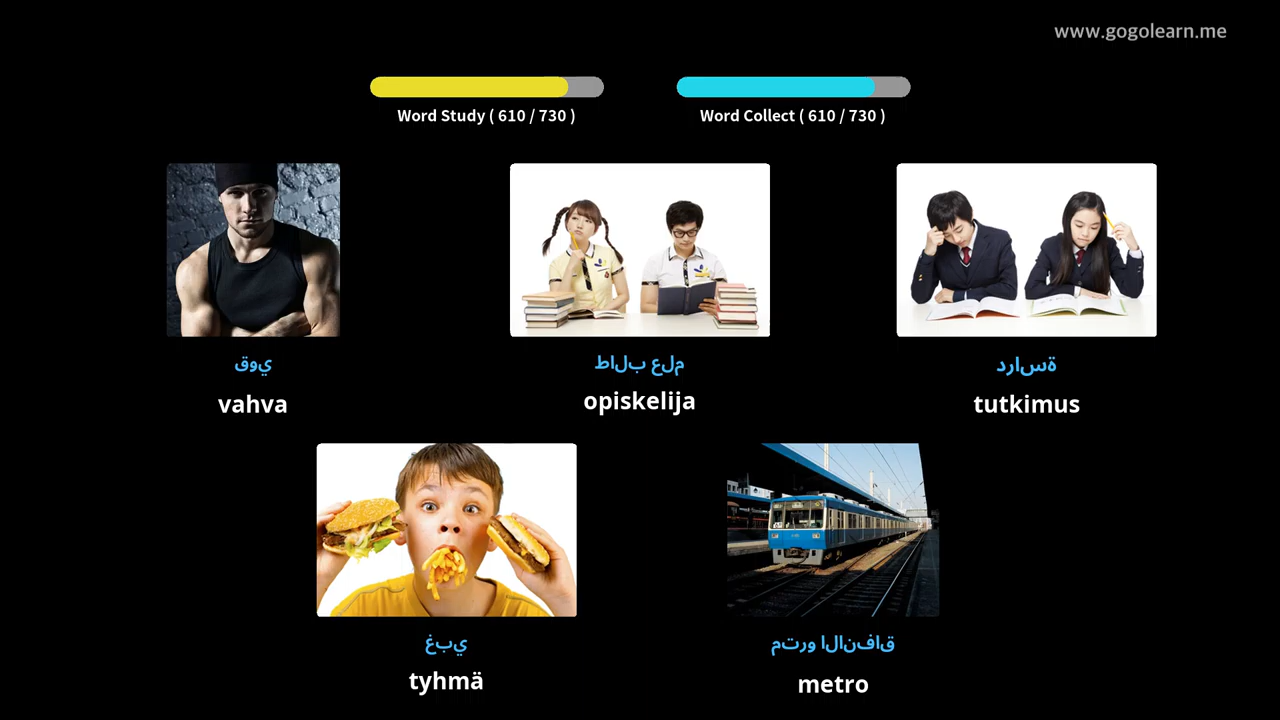 www.gogolearn.me
Word Study ( 610 / 730 )
Word Collect ( 610 / 730 )
قوي
vahva
طالب علم
opiskelija
دراسة
tutkimus
غبي
tyhmä
مترو الانفاق
metro